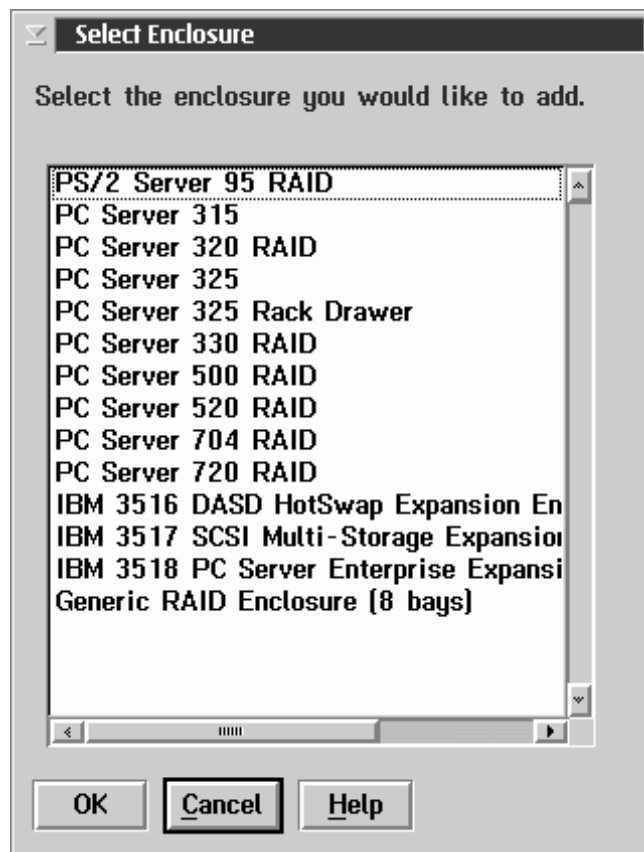 Select Enclosure
Select the enclosure you would like to add.
PS/2 Server 95 RAID
PC Server 315
PC Server 320 RAID
PC Server 325
PC Server 325 Rack Drawer
PC Server 330 RAID
PC Server 500 RAID
PC Server 520 RAID
PC Server 704 RAID
PC Server 720 RAID
IBM 3516 DASD HotSwap Expansion En
IBM 3517 SCSI Multi-Storage Expansion
IBM 3518 PC Server Enterprise Expansi
Generic RAID Enclosure (8 bays)
OK Cancel Help